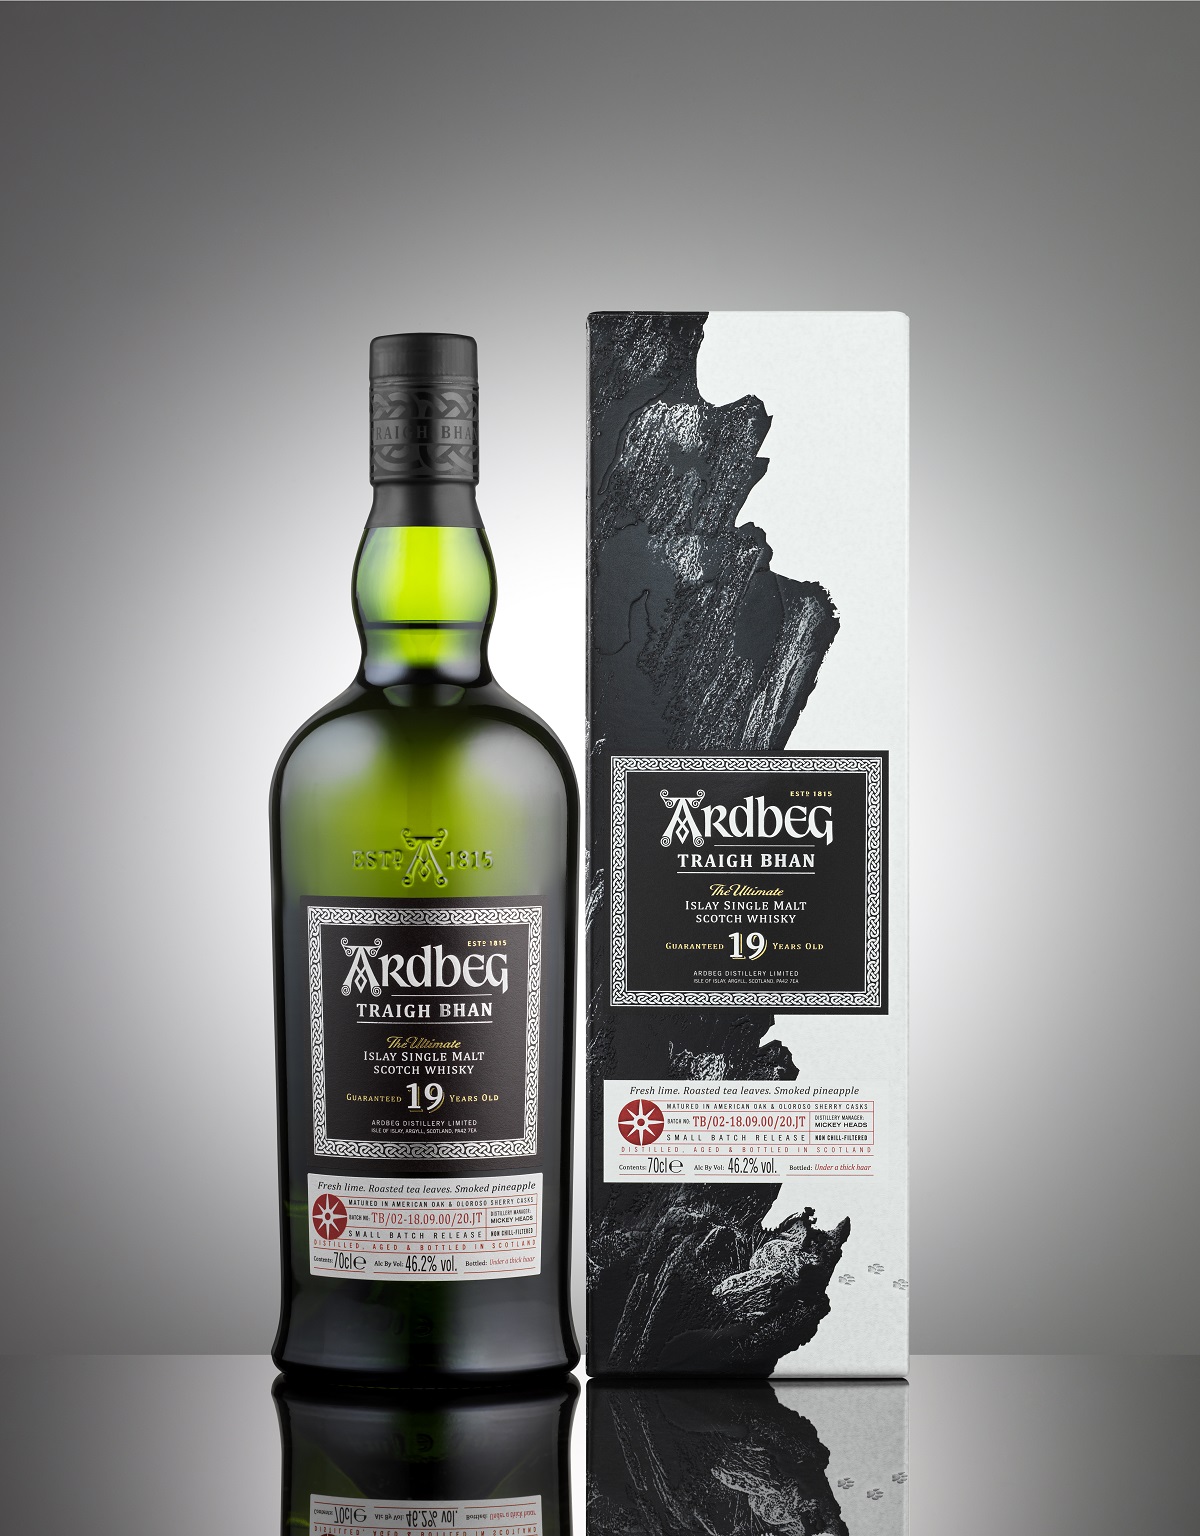 RAIGH BHA
ESTD A 1815
ESTD 1815
ARDBEG
TRAIGH BHAN
The Ultimate
ISLAY SINGLE MALT
SCOTCH WHISKY
GUARANTEED 19 YEARS OLD
ARDBEG DISTILLERY LIMITED
ISLE OF ISLAY, ARGYLL, SCOTLAND, PA42 7EA
Fresh lime. Roasted tea leaves. Smoked pineapple
MATURED IN AMERICAN OAK & OLOROSO SHERRY CASKS
BATCH NO: TB/02-18.09.00/20.JT
DISTILLERY MANAGER:
MICKEY HEADS
SMALL BATCH RELEASE
NON CHILL-FILTERED
DISTILLED, AGED & BOTTLED IN SCOTLAND
Contents: 70cl e Alc By Vol: 46.2% vol. Bottled: Under a thick haar
ESTD 1815
ARDBEG
TRAIGH BHAN
The Ultimate
ISLAY SINGLE MALT
SCOTCH WHISKY
GUARANTEED 19 YEARS OLD
ARDBEG DISTILLERY LIMITED
ISLE OF ISLAY, ARGYLL, SCOTLAND, PA42 7EA
Fresh lime. Roasted tea leaves. Smoked pineapple
MATURED IN AMERICAN OAK & OLOROSO SHERRY CASKS
BATCH NO: TB/02-18.09.00/20.JT
DISTILLERY MANAGER:
MICKEY HEADS
SMALL BATCH RELEASE
NON CHILL-FILTERED
DISTILLED, AGED & BOTTLED IN SCOTLAND
Contents: 70cl e Alc By Vol: 46.2% vol. Bottled: Under a thick haar